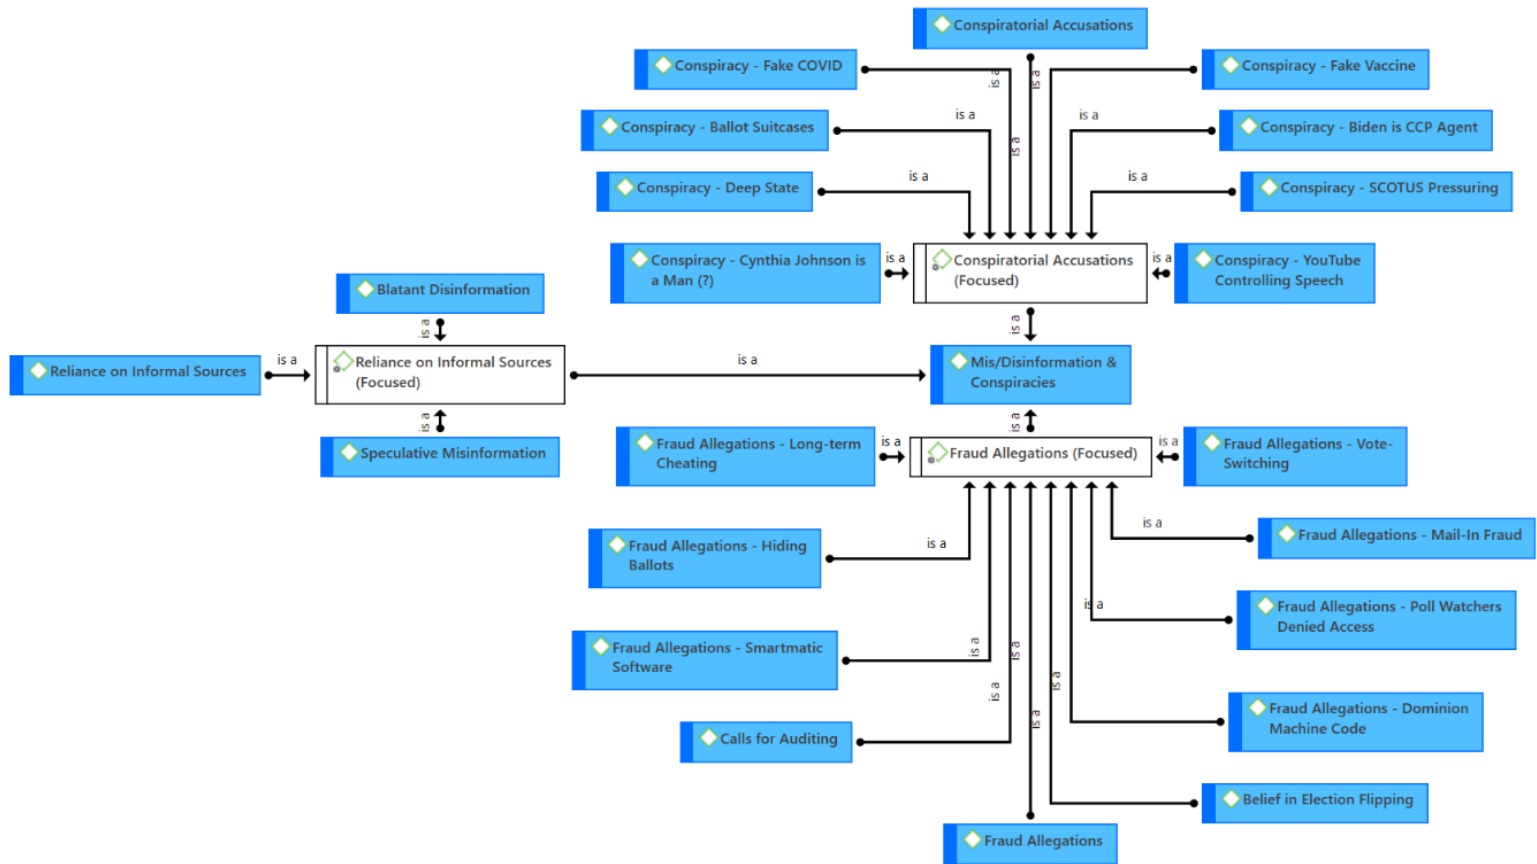 Conspiratorial Accusations
Conspiracy - Fake COVID
Conspiracy - Fake Vaccine
is a
is a
Conspiracy - Ballot Suitcases
is a
is a
is a
Conspiracy - Biden is CCP Agent
Conspiracy - Deep State
is a
is a
Conspiracy - SCOTUS Pressuring
Conspiracy - Cynthia Johnson is
a Man (?)
is a
Conspiratorial Accusations
(Focused)
is a
Conspiracy - YouTube
Controlling Speech
Blatant Disinformation
is a
is a
Reliance on Informal Sources
is a
Reliance on Informal Sources
(Focused)
is a
Mis/Disinformation &
Conspiracies
is a
is a
Speculative Misinformation
Fraud Allegations - Long-term
Cheating
is a
Fraud Allegations (Focused)
is a
Fraud Allegations - Vote-
Switching
is a
Fraud Allegations - Mail-In Fraud
Fraud Allegations - Hiding
Ballots
is a
is a
Fraud Allegations - Poll Watchers
Denied Access
Fraud Allegations - Smartmatic
Software
is a
is a
is a
is a
is a
Fraud Allegations - Dominion
Machine Code
Calls for Auditing
Belief in Election Flipping
Fraud Allegations